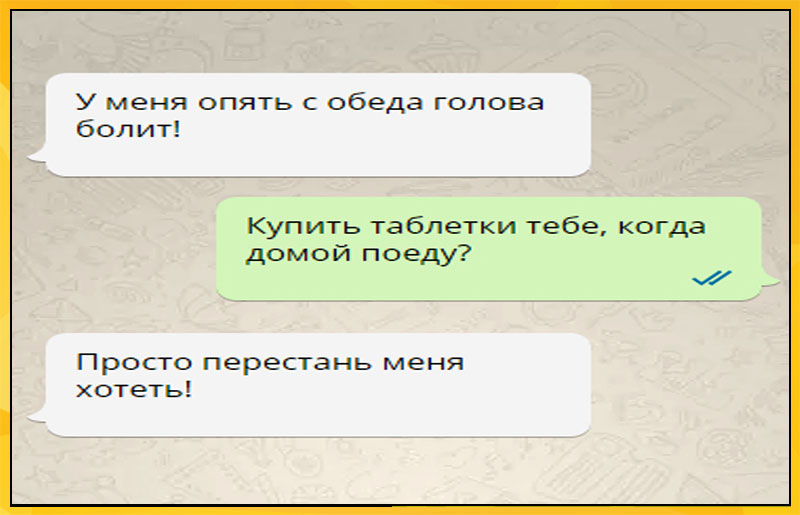 У меня опять с обеда голова
болит!
Купить таблетки тебе, когда
домой поеду?
Просто перестань меня
хотеть!